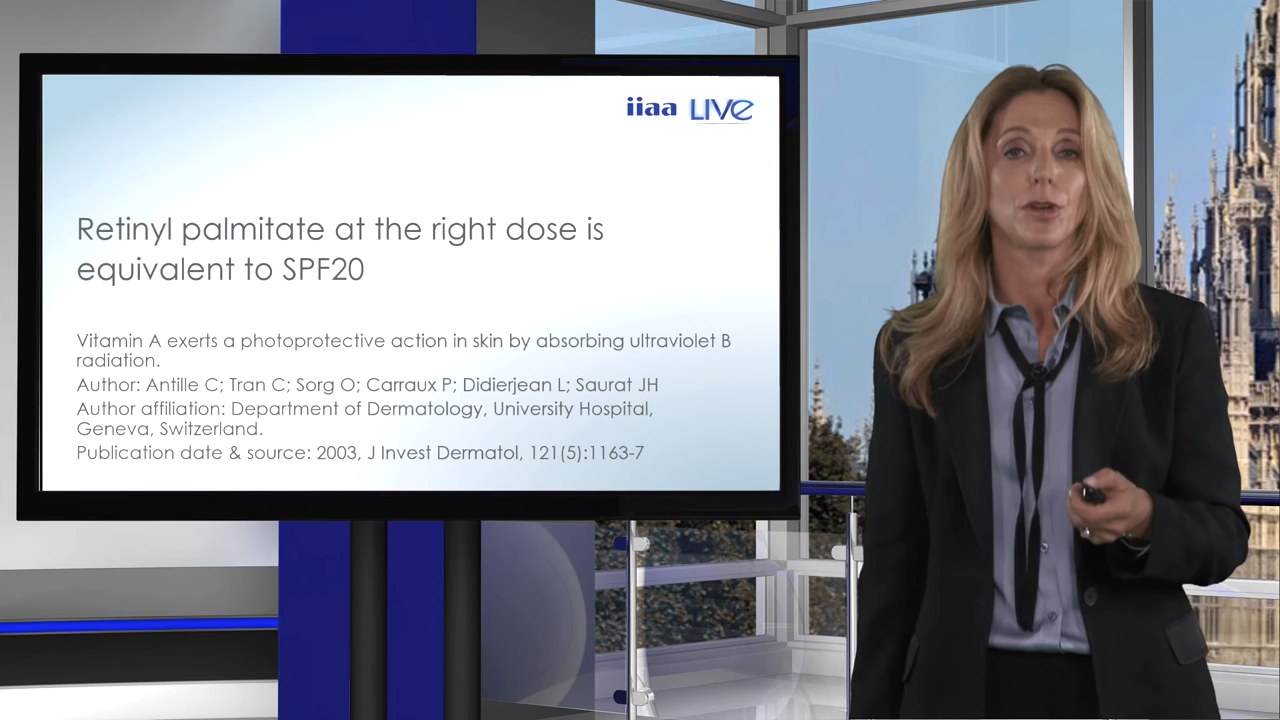 iiaa LIVe
Retinyl palmitate at the right dose is
equivalent to SPF20
Vitamin A exerts a photoprotective action in skin by absorbing ultraviolet B
radiation.
Author: Antille C; Tran C; Sorg O; Carraux P; Didierjean L; Saurat JH
Author affiliation: Department of Dermatology, University Hospital,
Geneva, Switzerland.
Publication date & source: 2003, J Invest Dermatol, 121(5):1163-7